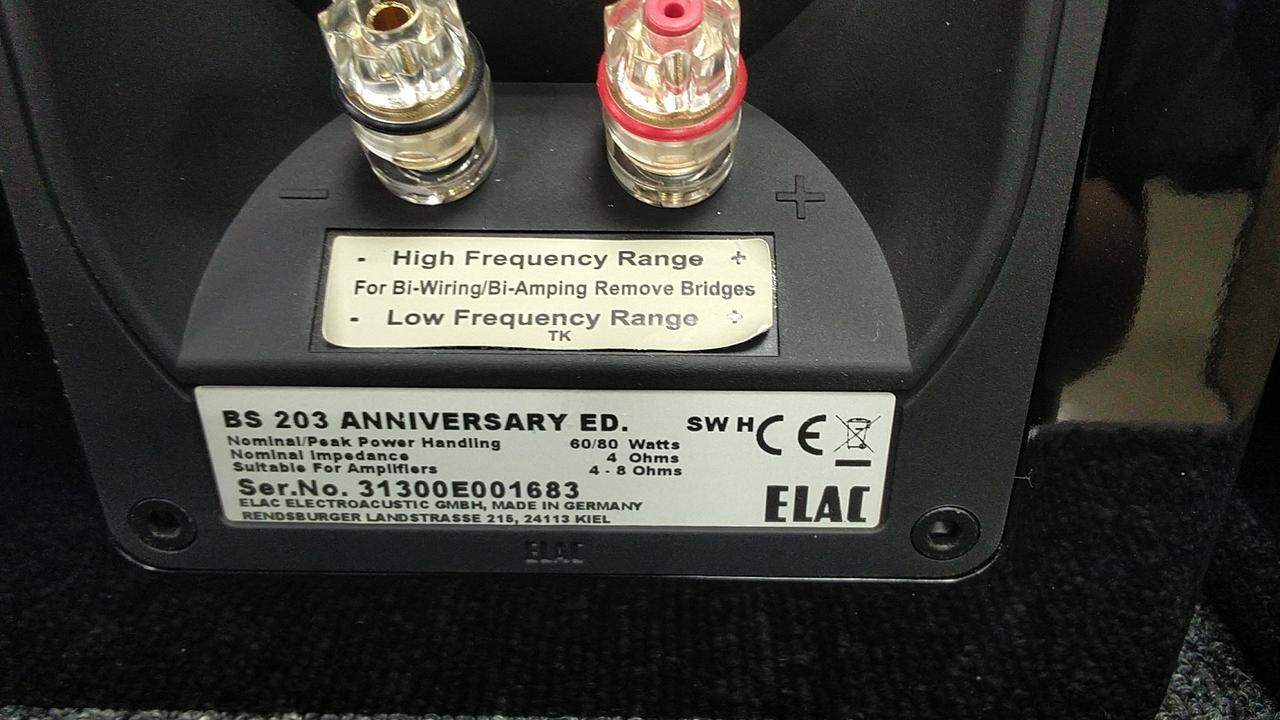 - High Frequency Range +
For Bi-Wiring/Bi-Amping Remove Bridges
- Low Frequency Range +
TK
BS 203 ANNIVERSARY ED. SW H CE
Nominal/Peak Power Handling 60/80 Watts
Nominal Impedance 4 Ohms
Suitable For Amplifiers 4 - 8 Ohms
Ser.No. 31300E001683
ELAC ELECTROACUSTIC GMBH, MADE IN GERMANY
RENDSBURGER LANDSTRASSE 215, 24113 KIEL
ELAC
ELAC